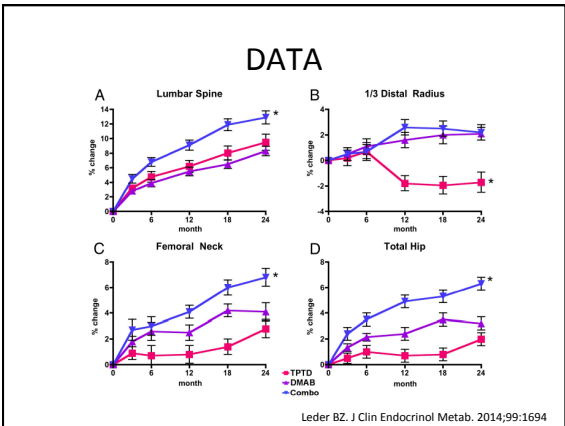 DATA
A Lumbar Spine
% change
14
12
10
8
6
4
2
0
0 6 12 18 24
month
*
B 1/3 Distal Radius
% change
4
2
0
-2
-4
0 6 12 18 24
month
*
C Femoral Neck
% change
8
6
4
2
0
0 6 12 18 24
month
*
D Total Hip
% change
8
6
4
2
0
0 6 12 18 24
month
*
TPTD
DMAB
Combo
Leder BZ. J Clin Endocrinol Metab. 2014;99:1694